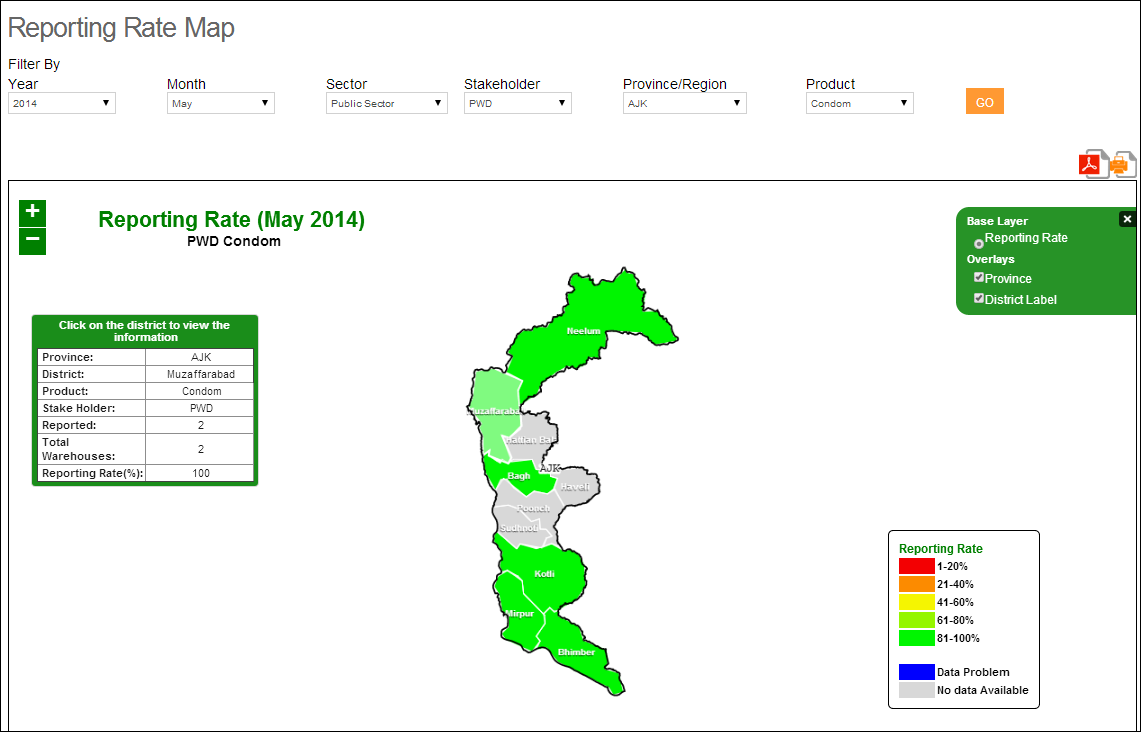 Reporting Rate Map
Filter By
Year Month Sector Stakeholder Province/Region Product
2014 May Public Sector PWD AJK Condom GO
Reporting Rate (May 2014)
PWD Condom
Base Layer
Reporting Rate
Overlays
Province
District Label
Click on the district to view the
information
Province: AJK
District: Muzaffarabad
Product: Condom
Stake Holder: PWD
Reported: 2
Total
Warehouses: 2
Reporting Rate(%): 100
Neelum
Muzaffaraba
Hattian Bal
AJK
Bagh
Haveli
Poonch
Sudhnoti
Kotli
Mirpur
Bhimber
Reporting Rate
1-20%
21-40%
41-60%
61-80%
81-100%
Data Problem
No data Available